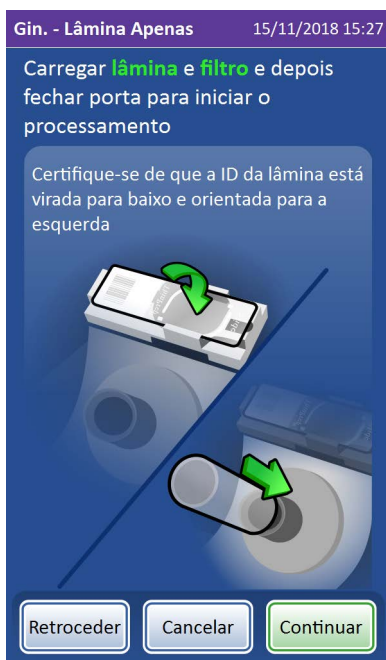 Gin. - Lâmina Apenas 15/11/2018 15:27
Carregar lâmina e filtro e depois
fechar porta para iniciar o
processamento
Certifique-se de que a ID da lâmina está
virada para baixo e orientada para a
esquerda
Retroceder Cancelar Continuar